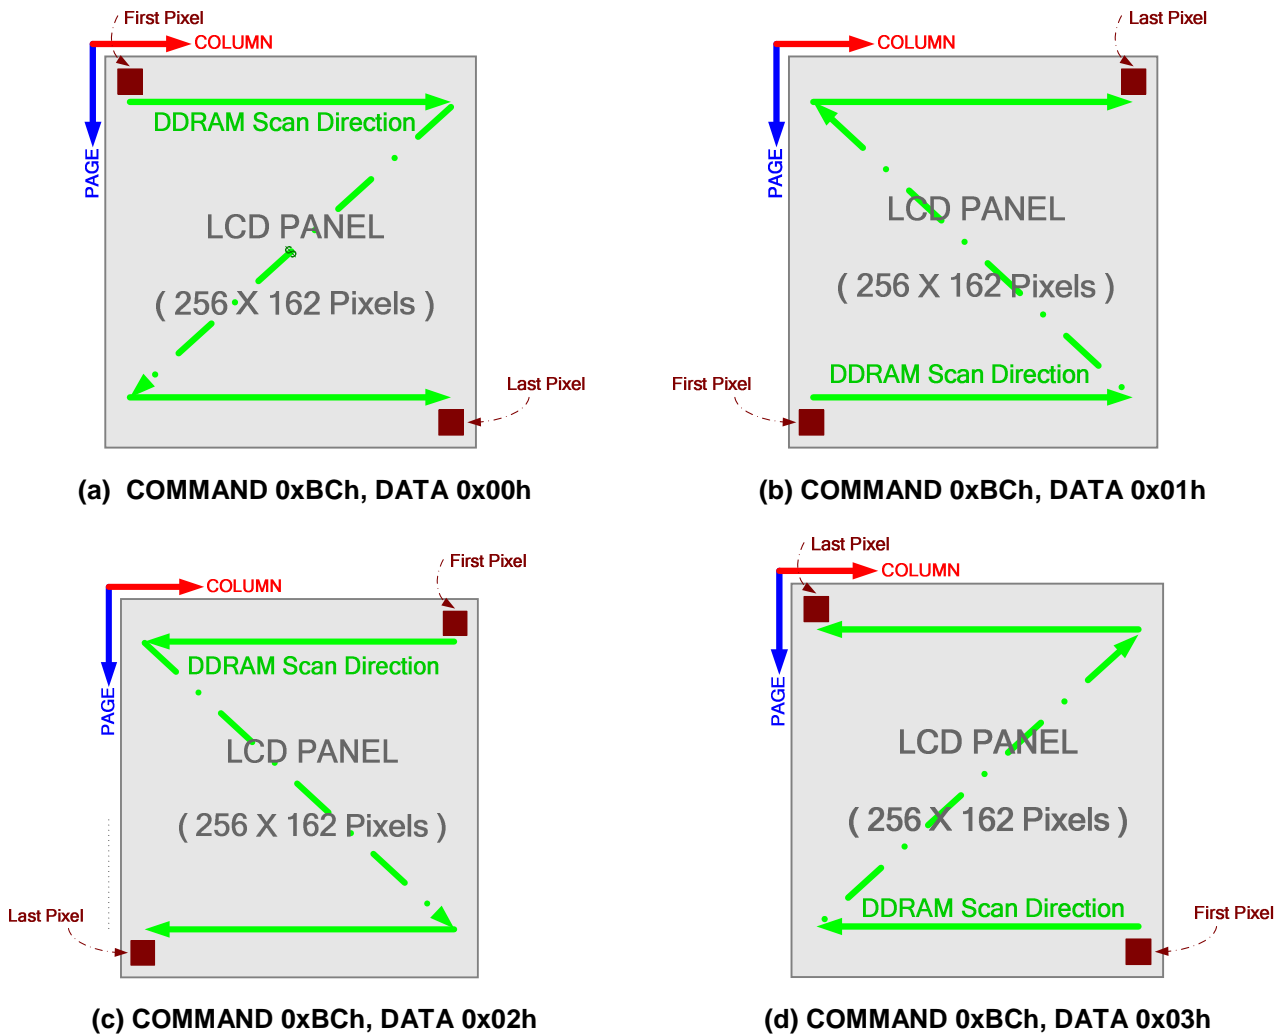 First Pixel
COLUMN
PAGE
DDRAM Scan Direction
LCD PANEL
( 256 X 162 Pixels )
Last Pixel
(a) COMMAND 0xBCh, DATA 0x00h
Last Pixel
COLUMN
PAGE
LCD PANEL
( 256 X 162 Pixels )
DDRAM Scan Direction
First Pixel
(b) COMMAND 0xBCh, DATA 0x01h
First Pixel
COLUMN
PAGE
DDRAM Scan Direction
LCD PANEL
( 256 X 162 Pixels )
Last Pixel
(c) COMMAND 0xBCh, DATA 0x02h
Last Pixel
COLUMN
PAGE
LCD PANEL
( 256 X 162 Pixels )
DDRAM Scan Direction
First Pixel
(d) COMMAND 0xBCh, DATA 0x03h